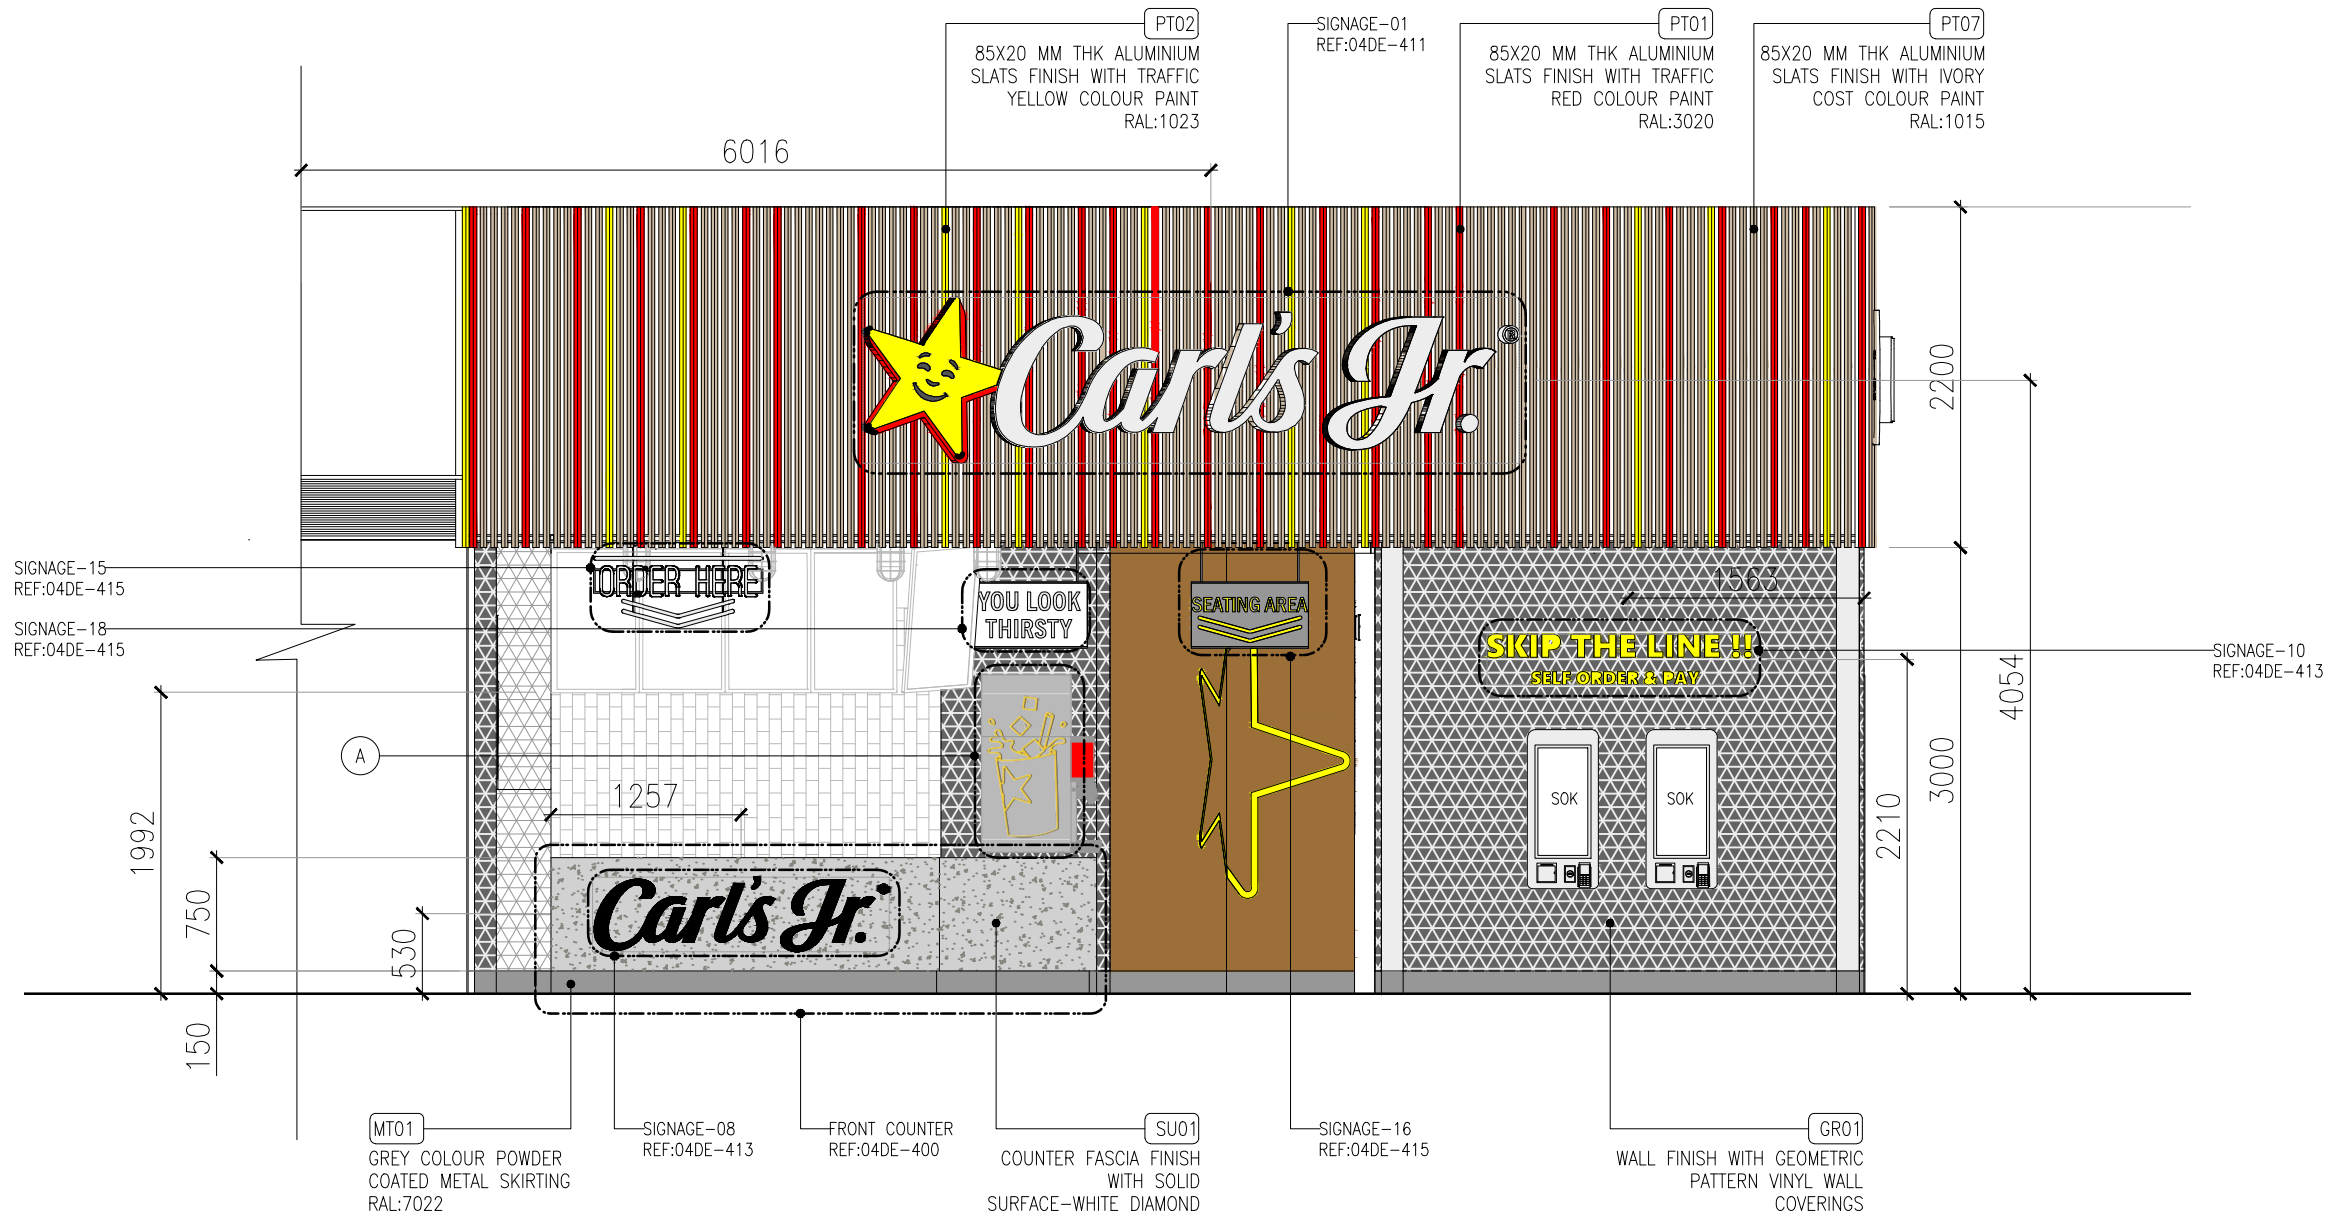 PT02
85X20 MM THK ALUMINIUM
SLATS FINISH WITH TRAFFIC
YELLOW COLOUR PAINT
RAL:1023
SIGNAGE-01
REF:04DE-411
PT01
85X20 MM THK ALUMINIUM
SLATS FINISH WITH TRAFFIC
RED COLOUR PAINT
RAL:3020
PT07
85X20 MM THK ALUMINIUM
SLATS FINISH WITH IVORY
COST COLOUR PAINT
RAL:1015
6016
Carl's Jr.®
2200
SIGNAGE-15
REF:04DE-415
ORDER HERE
SIGNAGE-18
REF:04DE-415
YOU LOOK
THIRSTY
SEATING AREA
1563
SKIP THE LINE !!
SELF ORDER & PAY
SIGNAGE-10
REF:04DE-413
4054
3000
2210
A
SOK
SOK
1257
1992
750
530
150
Carl's Jr.
MT01
GREY COLOUR POWDER
COATED METAL SKIRTING
RAL:7022
SIGNAGE-08
REF:04DE-413
FRONT COUNTER
REF:04DE-400
SU01
COUNTER FASCIA FINISH
WITH SOLID
SURFACE-WHITE DIAMOND
SIGNAGE-16
REF:04DE-415
GR01
WALL FINISH WITH GEOMETRIC
PATTERN VINYL WALL
COVERINGS